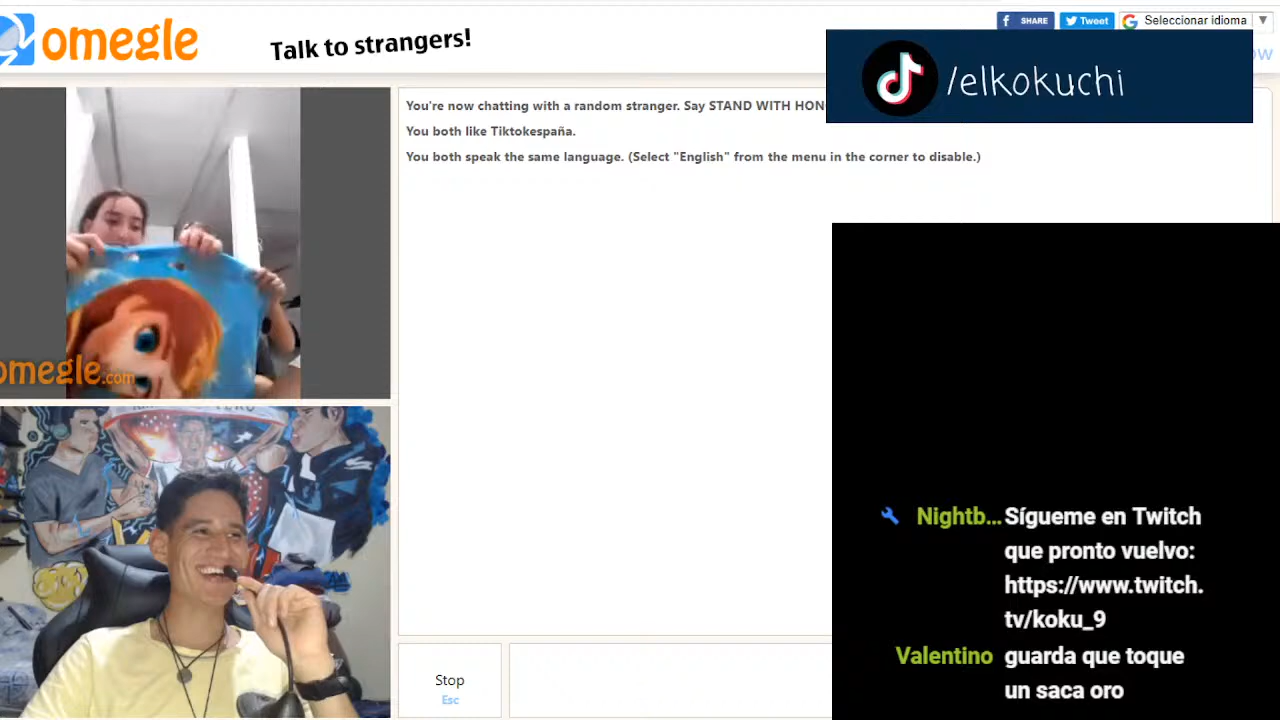 omegle
Talk to strangers!
SHARE
Tweet
Seleccionar idioma
/elkokuchi
You're now chatting with a random stranger. Say STAND WITH
You both like Tiktokespaña.
You both speak the same language. (Select "English" from the menu in the corner to disable.)
omegle.com
Nightb... Sígueme en Twitch
que pronto vuelvo:
https://www.twitch.
tv/koku_9
Valentino guarda que toque
un saca oro
Stop
Esc